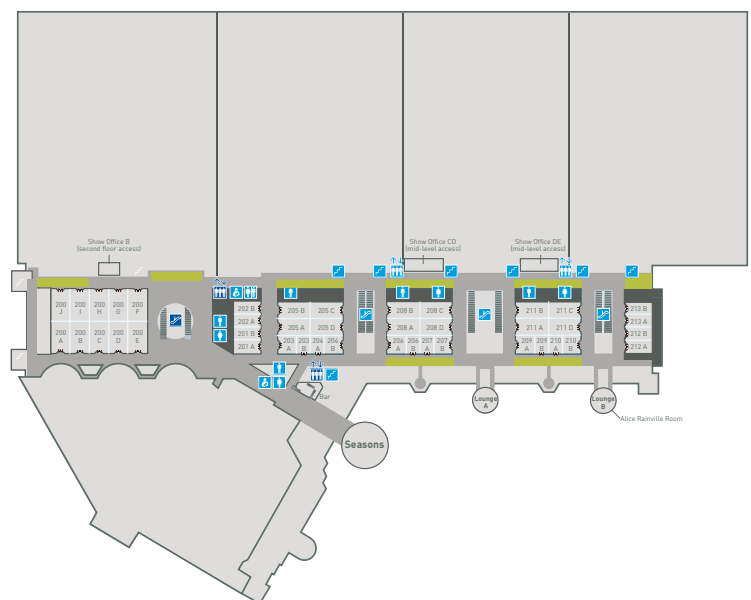 Show Office B
(second floor access)
Show Office CD
(mid-level access)
Show Office DE
(mid-level access)
200 J
200 I
200 H
200 G
200 F
200 A
200 B
200 C
200 D
200 E
202 B
202 A
201 B
201 A
205 B
205 C
205 A
205 D
203 A
203 B
204 A
204 B
208 B
208 C
208 A
208 D
206 A
206 B
207 A
207 B
211 B
211 C
211 A
211 D
209 A
209 B
210 A
210 B
213 B
213 A
212 B
212 A
Bar
Seasons
Lounge
A
Lounge
B
Alice Rainville Room